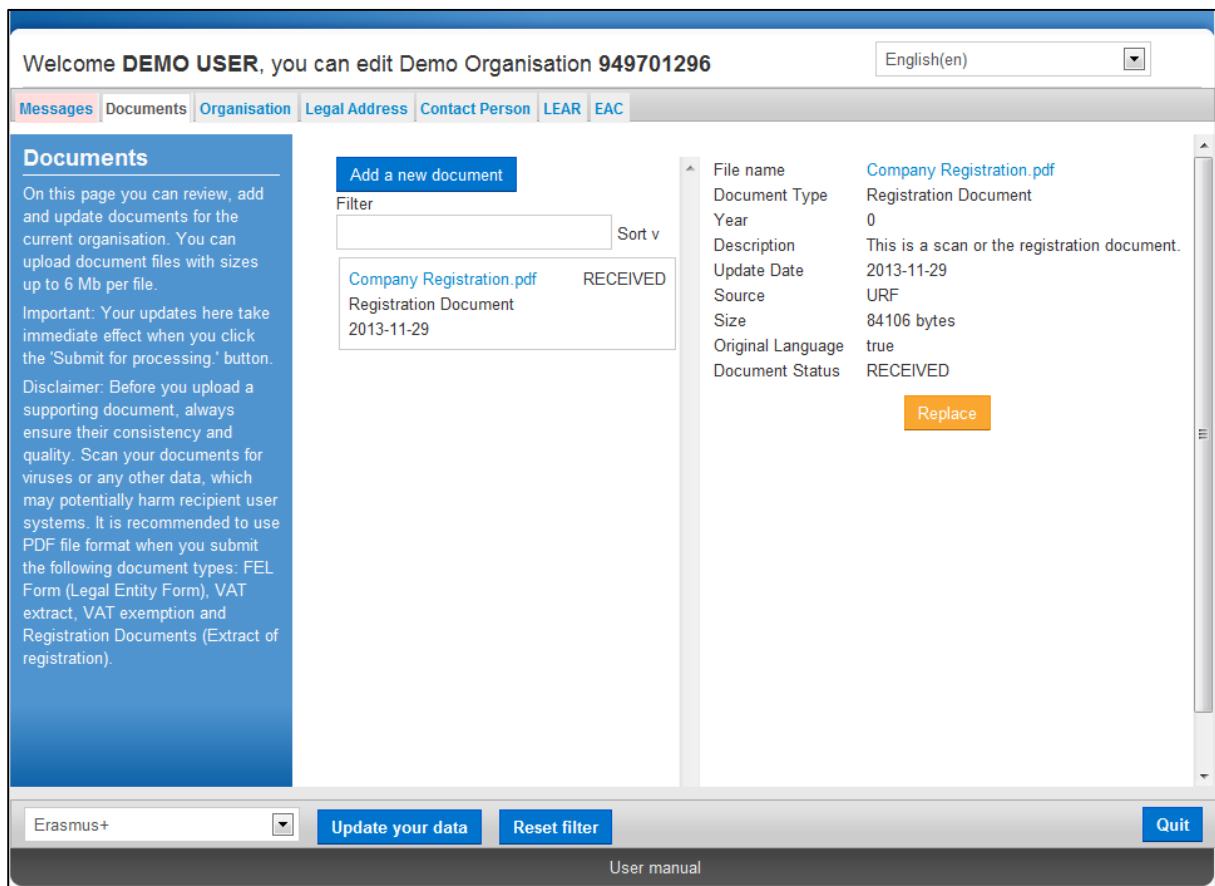 Welcome DEMO USER, you can edit Demo Organisation 949701296
English(en)
Messages Documents Organisation Legal Address Contact Person LEAR EAC
Documents
On this page you can review, add
and update documents for the
current organisation. You can
upload document files with sizes
up to 6 Mb per file.
Important: Your updates here take
immediate effect when you click
the 'Submit for processing.' button.
Disclaimer: Before you upload a
supporting document, always
ensure their consistency and
quality. Scan your documents for
viruses or any other data, which
may potentially harm recipient user
systems. It is recommended to use
PDF file format when you submit
the following document types: FEL
Form (Legal Entity Form), VAT
extract, VAT exemption and
Registration Documents (Extract of
registration).
Add a new document
Filter
Sort v
Company Registration.pdf RECEIVED
Registration Document
2013-11-29
File name Company Registration.pdf
Document Type Registration Document
Year 0
Description This is a scan or the registration document.
Update Date 2013-11-29
Source URF
Size 84106 bytes
Original Language true
Document Status RECEIVED
Replace
Erasmus+
Update your data
Reset filter
Quit
User manual